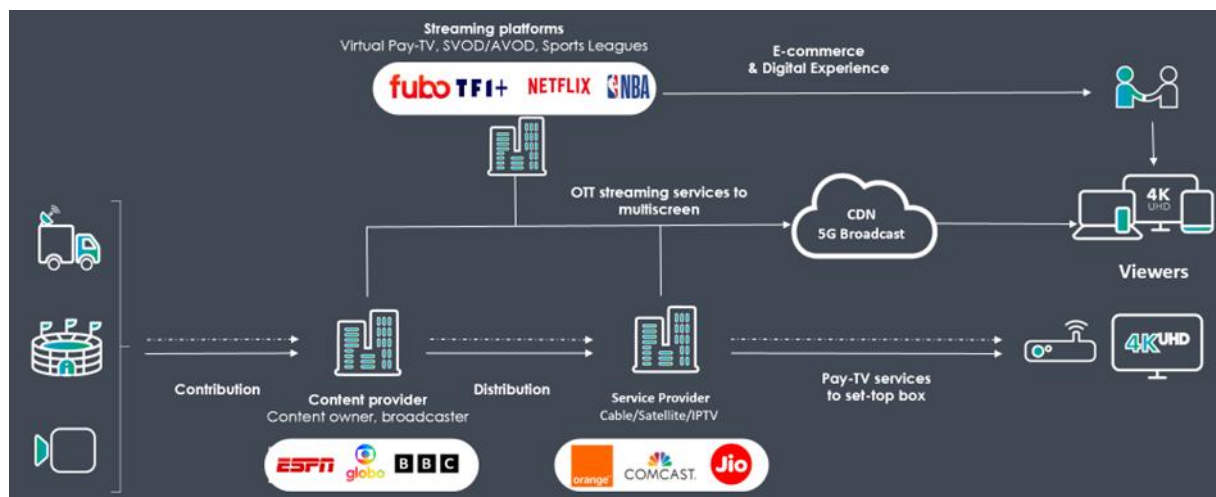 Streaming platforms
Virtual Pay-TV, SVOD/AVOD, Sports Leagues
fubo TF1+ NETFLIX NBA
E-commerce
& Digital Experience
OTT streaming services to
multiscreen
CDN
5G Broadcast
4K
UHD
Viewers
Contribution
Content provider
Content owner, broadcaster
ESPN globo BBC
Distribution
Service Provider
Cable/Satellite/IPTV
orange COMCAST Jio
Pay-TV services
to set-top box
4K UHD